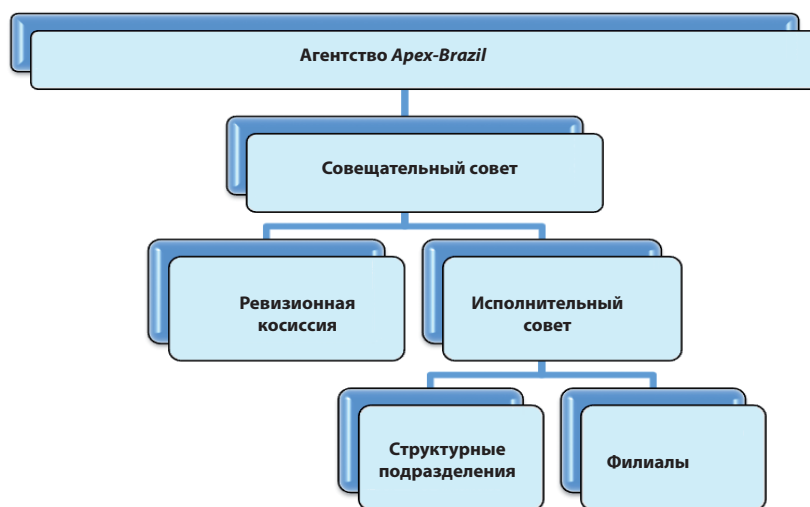 Агентство Apex-Brazil
Совещательный совет
Ревизионная
косиссия
Исполнительный
совет
Структурные
подразделения
Филиалы